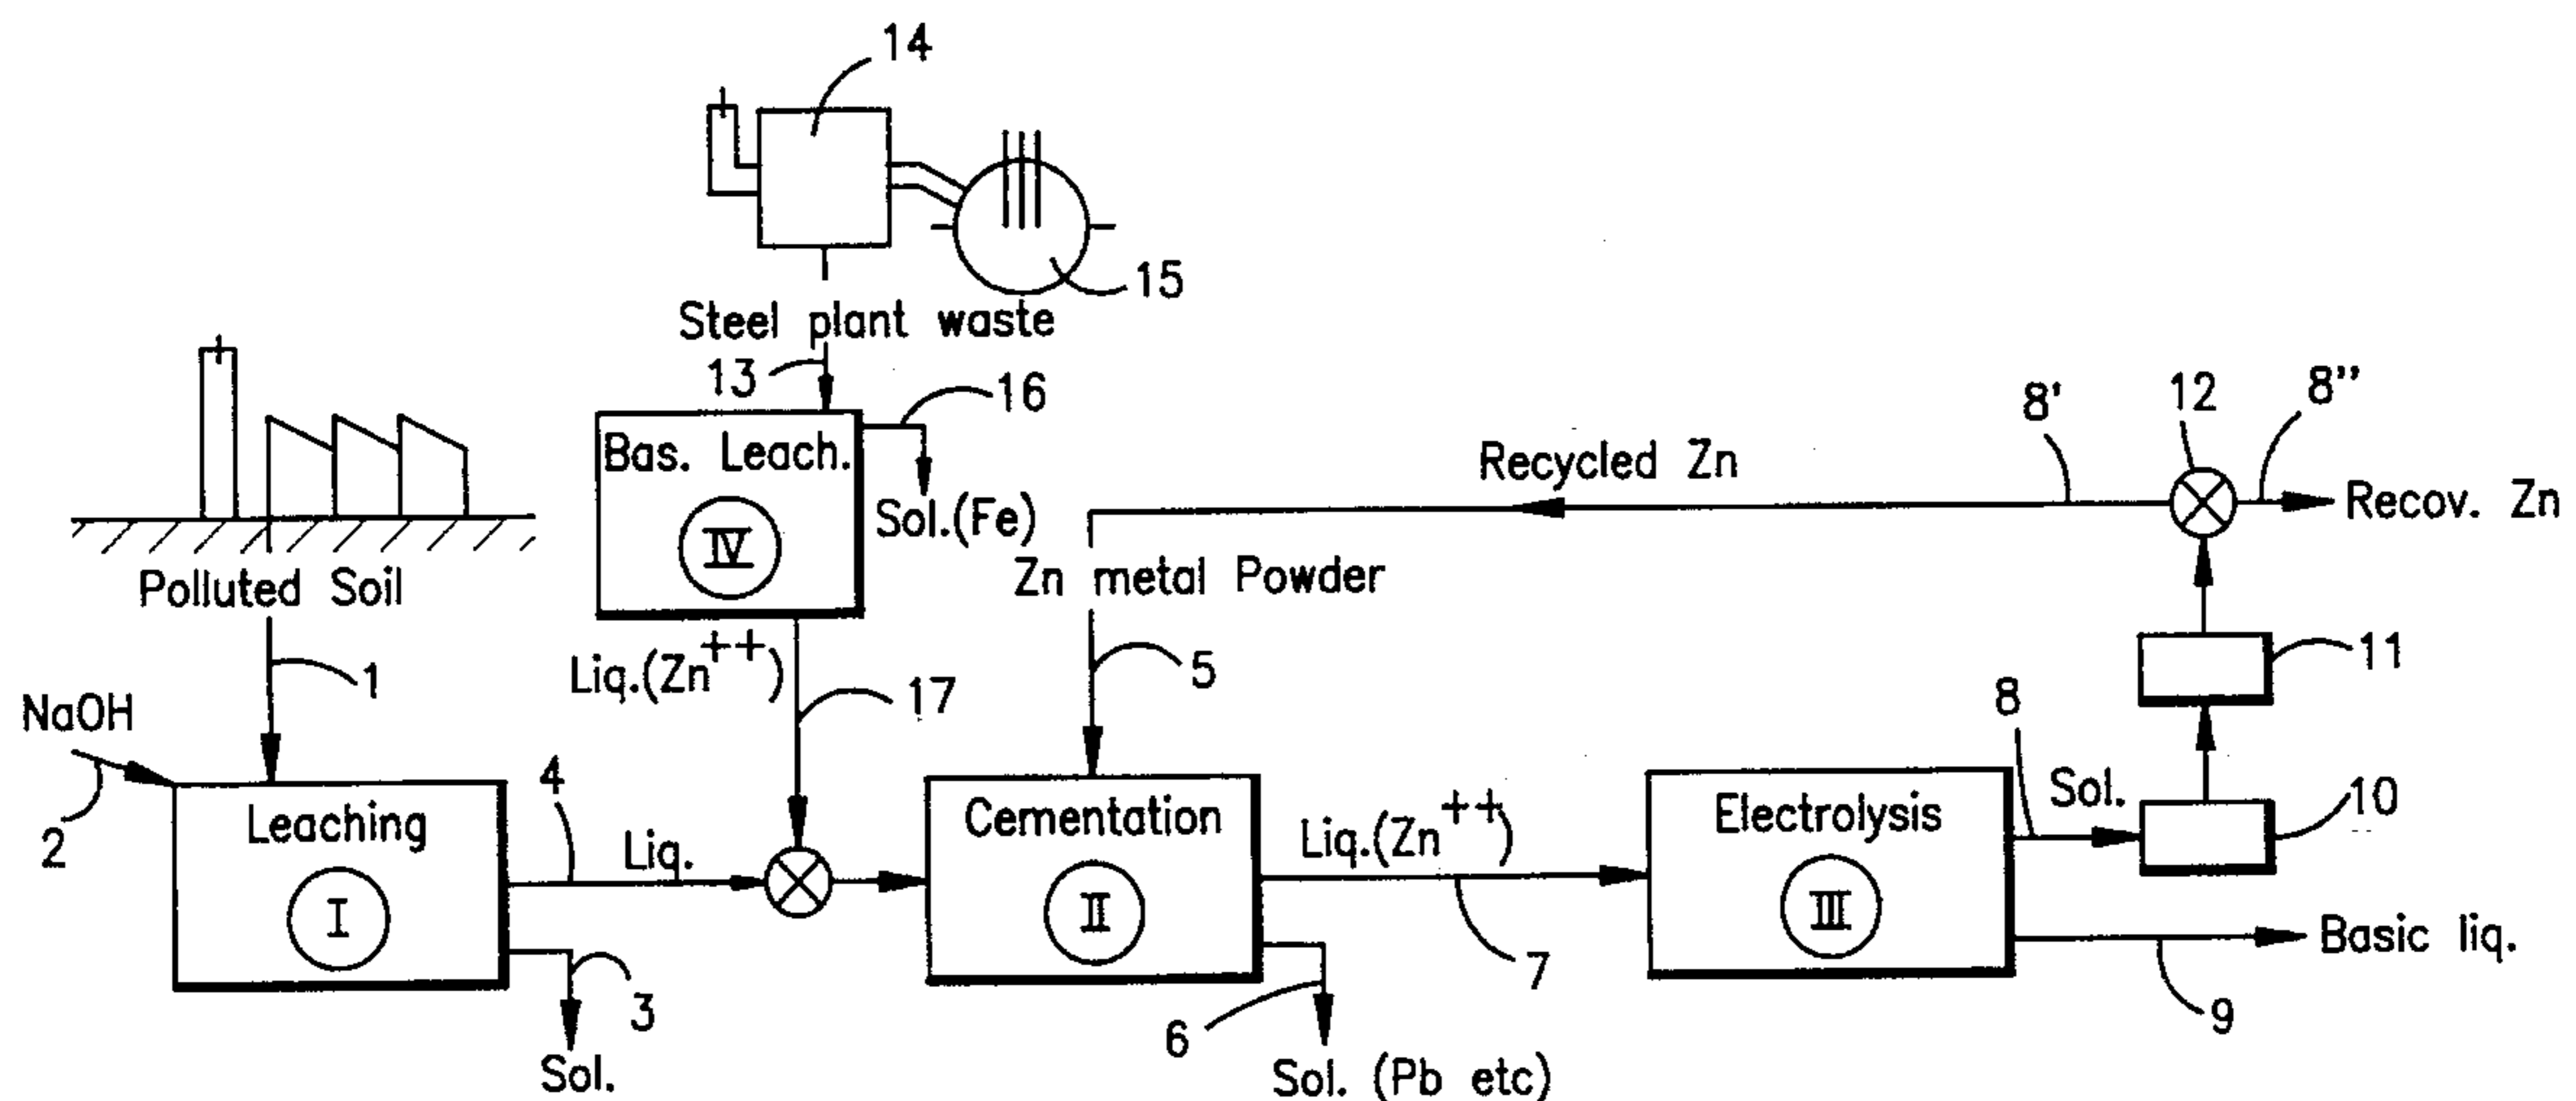 14
15
Steel plant waste
13
16
Bas. Leach.
IV
Sol.(Fe)
8'
12
8''
Recycled Zn
Recov. Zn
Polluted Soil
Zn metal Powder
1
Liq.(Zn++)
17
5
11
NaOH
2
4
8
Leaching
Liq.
Cementation
Liq.(Zn++)
Electrolysis
Sol.
10
I
II
III
Basic liq.
3
6
7
9
Sol.
Sol. (Pb etc)